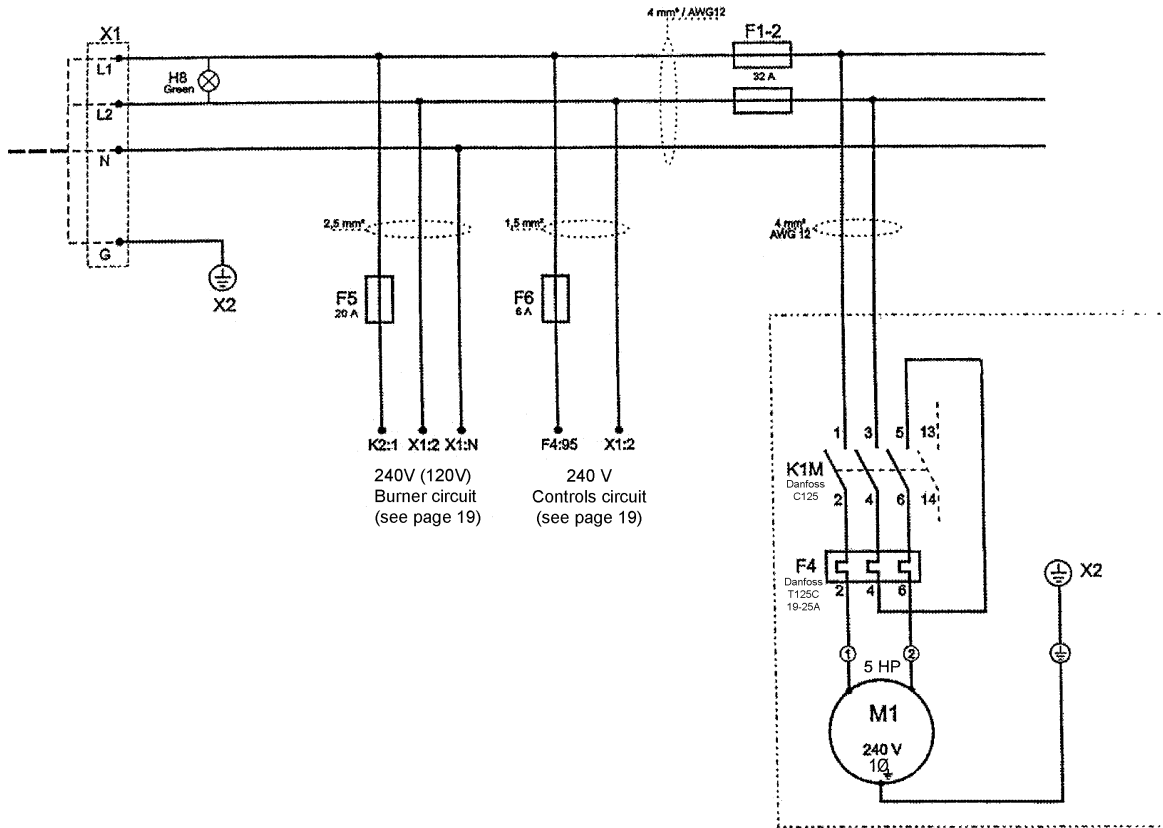 4 mm² / AWG12
X1
F1-2
L1
H8
Green
32 A
L2
N
2,5 mm²
1,5 mm²
4 mm²
AWG 12
G
X2
F5
20 A
F6
6 A
K2:1 X1:2 X1:N
F4:95 X1:2
240V (120V)
Burner circuit
(see page 19)
240 V
Controls circuit
(see page 19)
1 3 5 13
K1M
Danfoss
C125
2 4 6 14
F4
Danfoss
T125C
19-25A
2 4 6
X2
1 2
5 HP
M1
240 V
1Ø